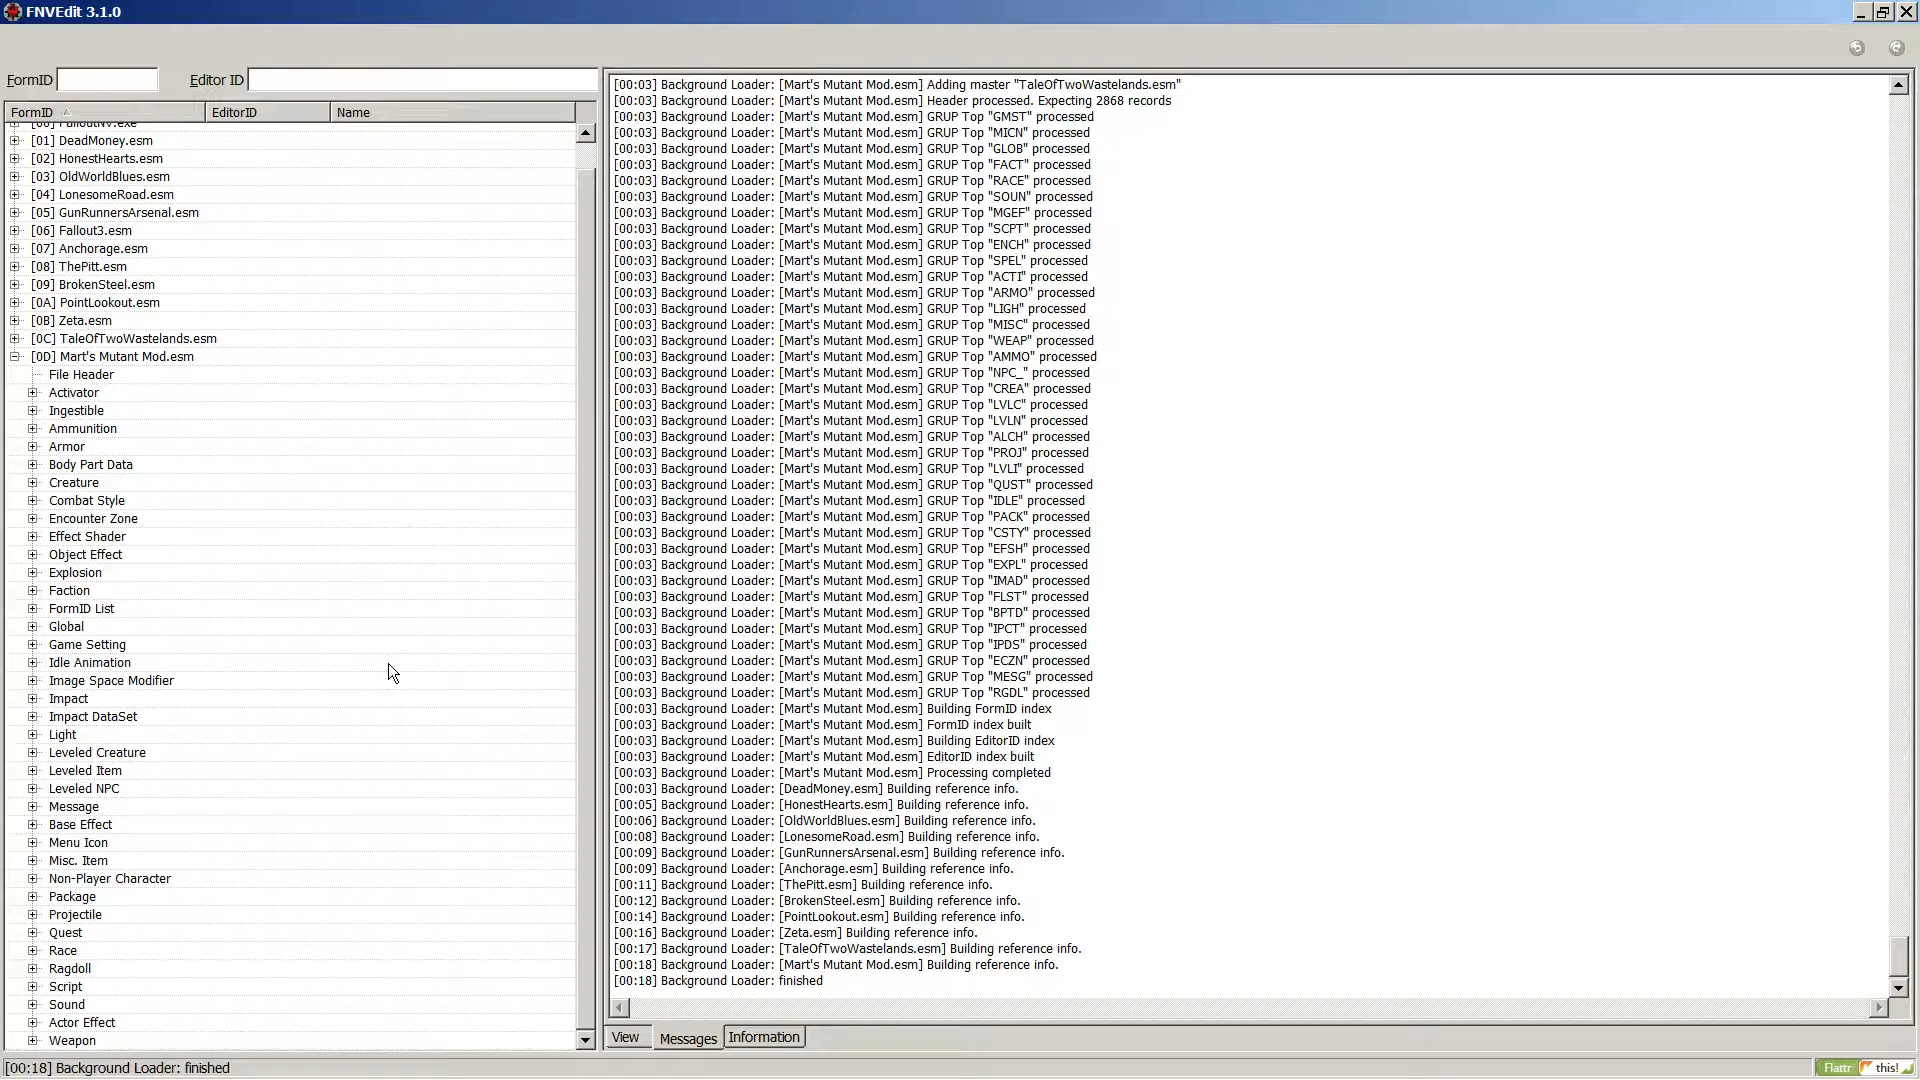 FNVEdit 3.1.0
FormID
Editor ID
FormID EditorID Name
[00] FalloutNV.exe
[01] DeadMoney.esm
[02] HonestHearts.esm
[03] OldWorldBlues.esm
[04] LonesomeRoad.esm
[05] GunRunnersArsenal.esm
[06] Fallout3.esm
[07] Anchorage.esm
[08] ThePitt.esm
[09] BrokenSteel.esm
[0A] PointLookout.esm
[0B] Zeta.esm
[0C] TaleOfTwoWastelands.esm
[0D] Mart's Mutant Mod.esm
File Header
Activator
Ingestible
Ammunition
Armor
Body Part Data
Creature
Combat Style
Encounter Zone
Effect Shader
Object Effect
Explosion
Faction
FormID List
Global
Game Setting
Idle Animation
Image Space Modifier
Impact
Impact DataSet
Light
Leveled Creature
Leveled Item
Leveled NPC
Message
Base Effect
Menu Icon
Misc. Item
Non-Player Character
Package
Projectile
Quest
Race
Ragdoll
Script
Sound
Actor Effect
Weapon
[00:03] Background Loader: [Mart's Mutant Mod.esm] Adding master "TaleOfTwoWastelands.esm"
[00:03] Background Loader: [Mart's Mutant Mod.esm] Header processed. Expecting 2868 records
[00:03] Background Loader: [Mart's Mutant Mod.esm] GRUP Top "GMST" processed
[00:03] Background Loader: [Mart's Mutant Mod.esm] GRUP Top "MICN" processed
[00:03] Background Loader: [Mart's Mutant Mod.esm] GRUP Top "GLOB" processed
[00:03] Background Loader: [Mart's Mutant Mod.esm] GRUP Top "FACT" processed
[00:03] Background Loader: [Mart's Mutant Mod.esm] GRUP Top "RACE" processed
[00:03] Background Loader: [Mart's Mutant Mod.esm] GRUP Top "SOUN" processed
[00:03] Background Loader: [Mart's Mutant Mod.esm] GRUP Top "MGEF" processed
[00:03] Background Loader: [Mart's Mutant Mod.esm] GRUP Top "SCPT" processed
[00:03] Background Loader: [Mart's Mutant Mod.esm] GRUP Top "ENCH" processed
[00:03] Background Loader: [Mart's Mutant Mod.esm] GRUP Top "SPEL" processed
[00:03] Background Loader: [Mart's Mutant Mod.esm] GRUP Top "ACTI" processed
[00:03] Background Loader: [Mart's Mutant Mod.esm] GRUP Top "ARMO" processed
[00:03] Background Loader: [Mart's Mutant Mod.esm] GRUP Top "LIGH" processed
[00:03] Background Loader: [Mart's Mutant Mod.esm] GRUP Top "MISC" processed
[00:03] Background Loader: [Mart's Mutant Mod.esm] GRUP Top "WEAP" processed
[00:03] Background Loader: [Mart's Mutant Mod.esm] GRUP Top "AMMO" processed
[00:03] Background Loader: [Mart's Mutant Mod.esm] GRUP Top "NPC_" processed
[00:03] Background Loader: [Mart's Mutant Mod.esm] GRUP Top "CREA" processed
[00:03] Background Loader: [Mart's Mutant Mod.esm] GRUP Top "LVLC" processed
[00:03] Background Loader: [Mart's Mutant Mod.esm] GRUP Top "LVLN" processed
[00:03] Background Loader: [Mart's Mutant Mod.esm] GRUP Top "ALCH" processed
[00:03] Background Loader: [Mart's Mutant Mod.esm] GRUP Top "PROJ" processed
[00:03] Background Loader: [Mart's Mutant Mod.esm] GRUP Top "LVLI" processed
[00:03] Background Loader: [Mart's Mutant Mod.esm] GRUP Top "QUST" processed
[00:03] Background Loader: [Mart's Mutant Mod.esm] GRUP Top "IDLE" processed
[00:03] Background Loader: [Mart's Mutant Mod.esm] GRUP Top "PACK" processed
[00:03] Background Loader: [Mart's Mutant Mod.esm] GRUP Top "CSTY" processed
[00:03] Background Loader: [Mart's Mutant Mod.esm] GRUP Top "EFSH" processed
[00:03] Background Loader: [Mart's Mutant Mod.esm] GRUP Top "EXPL" processed
[00:03] Background Loader: [Mart's Mutant Mod.esm] GRUP Top "IMAD" processed
[00:03] Background Loader: [Mart's Mutant Mod.esm] GRUP Top "FLST" processed
[00:03] Background Loader: [Mart's Mutant Mod.esm] GRUP Top "BPTD" processed
[00:03] Background Loader: [Mart's Mutant Mod.esm] GRUP Top "IPCT" processed
[00:03] Background Loader: [Mart's Mutant Mod.esm] GRUP Top "IPDS" processed
[00:03] Background Loader: [Mart's Mutant Mod.esm] GRUP Top "ECZN" processed
[00:03] Background Loader: [Mart's Mutant Mod.esm] GRUP Top "MESG" processed
[00:03] Background Loader: [Mart's Mutant Mod.esm] GRUP Top "RGDL" processed
[00:03] Background Loader: [Mart's Mutant Mod.esm] Building FormID index
[00:03] Background Loader: [Mart's Mutant Mod.esm] FormID index built
[00:03] Background Loader: [Mart's Mutant Mod.esm] Building EditorID index
[00:03] Background Loader: [Mart's Mutant Mod.esm] EditorID index built
[00:03] Background Loader: [Mart's Mutant Mod.esm] Processing completed
[00:03] Background Loader: [DeadMoney.esm] Building reference info.
[00:05] Background Loader: [HonestHearts.esm] Building reference info.
[00:06] Background Loader: [OldWorldBlues.esm] Building reference info.
[00:08] Background Loader: [LonesomeRoad.esm] Building reference info.
[00:09] Background Loader: [GunRunnersArsenal.esm] Building reference info.
[00:09] Background Loader: [Anchorage.esm] Building reference info.
[00:11] Background Loader: [ThePitt.esm] Building reference info.
[00:12] Background Loader: [BrokenSteel.esm] Building reference info.
[00:14] Background Loader: [PointLookout.esm] Building reference info.
[00:16] Background Loader: [Zeta.esm] Building reference info.
[00:17] Background Loader: [TaleOfTwoWastelands.esm] Building reference info.
[00:18] Background Loader: [Mart's Mutant Mod.esm] Building reference info.
[00:18] Background Loader: finished
View Messages Information
[00:18] Background Loader: finished
Flattr this!